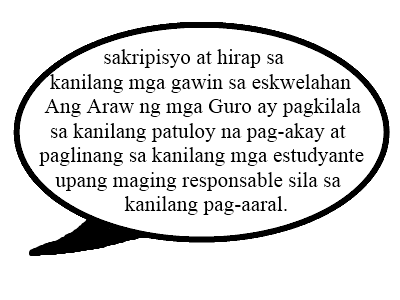 sakripisyo at hirap sa
kanilang mga gawin sa eskwelahan
Ang Araw ng mga Guro ay pagkilala
sa kanilang patuloy na pag-akay at
paglinang sa kanilang mga estudyante
upang maging responsable sila sa
kanilang pag-aaral.